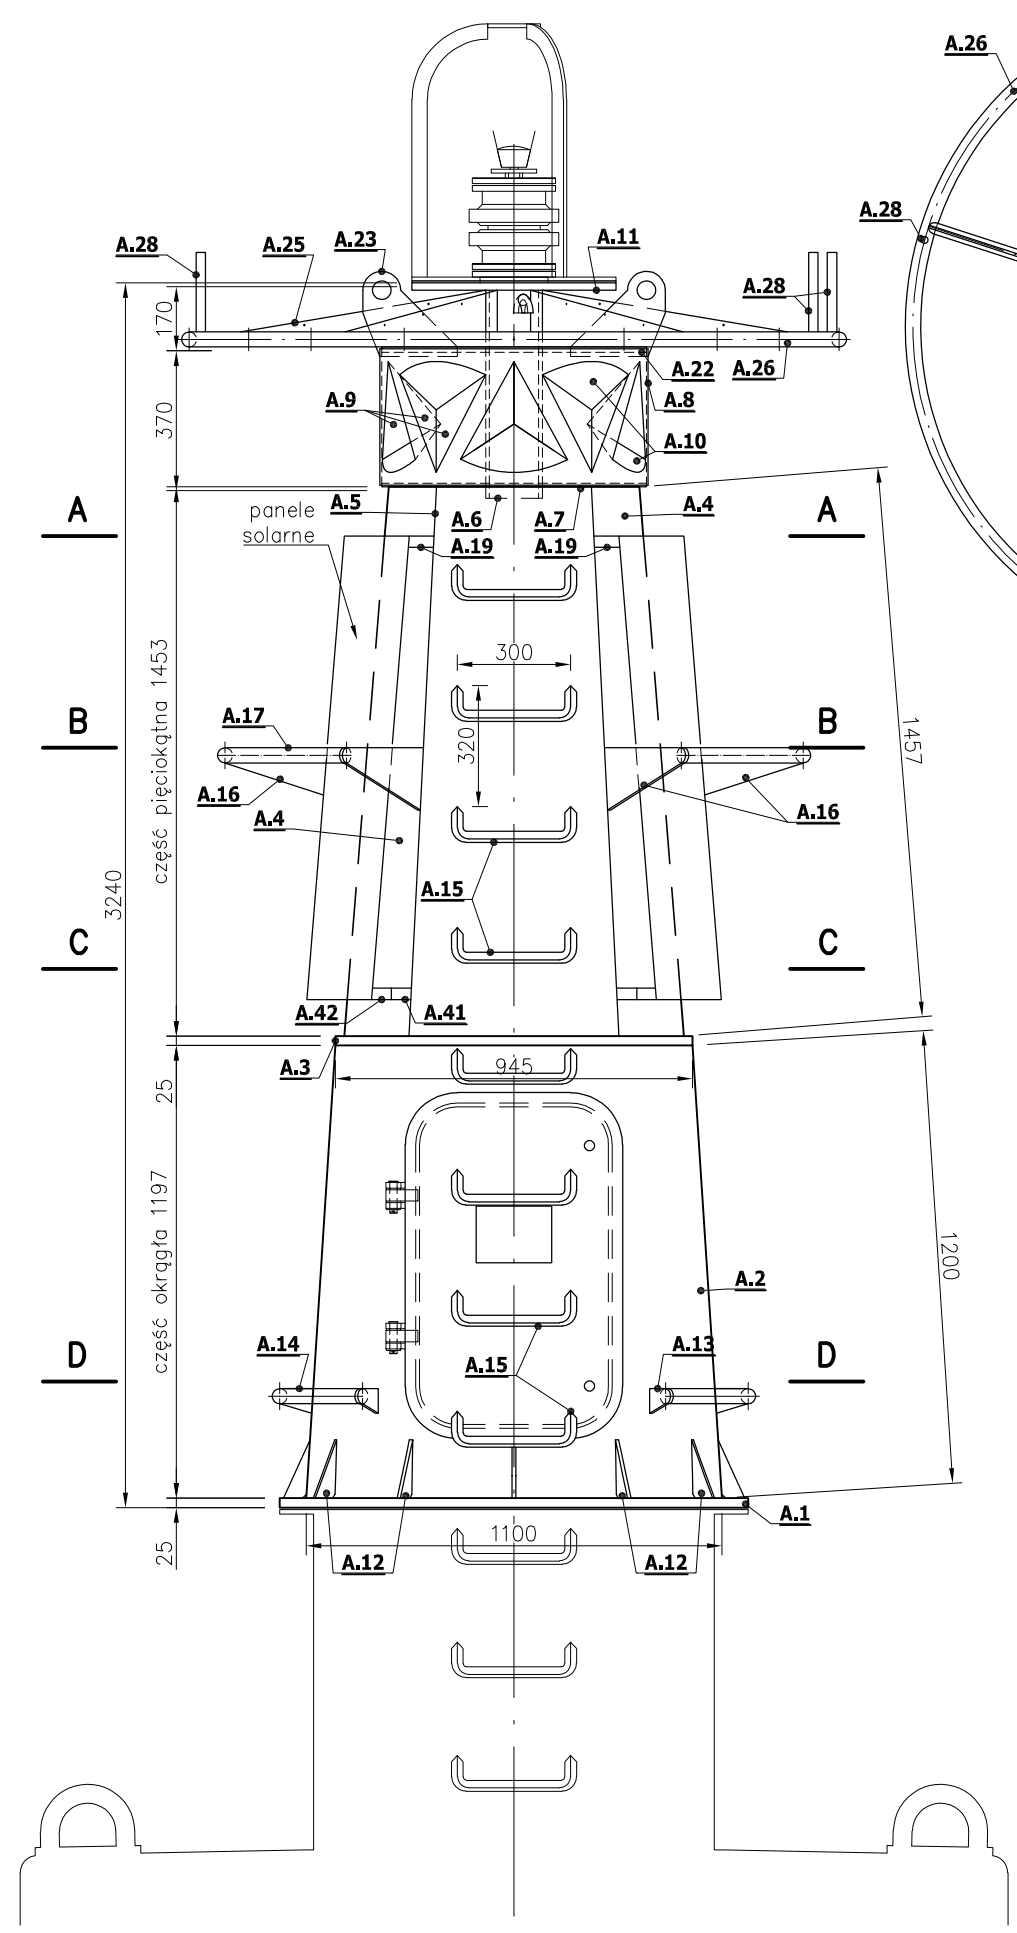 A.26
A.28
A.28
A.25
A.23
A.11
A.28
A.26
A.22
A.8
A.9
A.10
170
370
A
A
A.5
A.6
A.7
A.4
panele
solarne
A.19
A.19
300
320
B
B
A.17
A.16
A.16
A.4
część pięciokątna 1453
1457
3240
A.15
C
C
A.42
A.41
A.3
945
25
część okrągła 1197
1200
A.2
A.14
A.15
A.13
D
D
A.1
1100
25
A.12
A.12